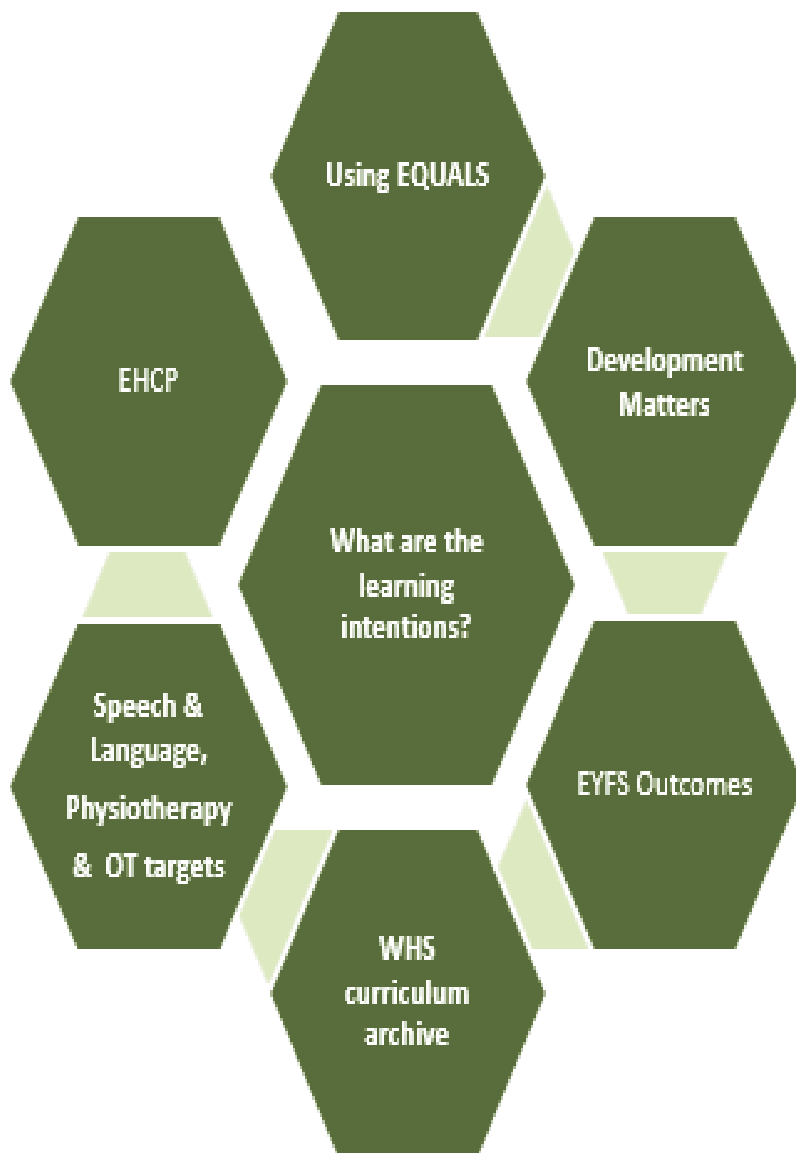 Using EQUALS
Development
Matters
EYFS Outcomes
WHS
curriculum
archive
Speech &
Language,
Physiotherapy
& OT targets
EHCP
What are the
learning
intentions?